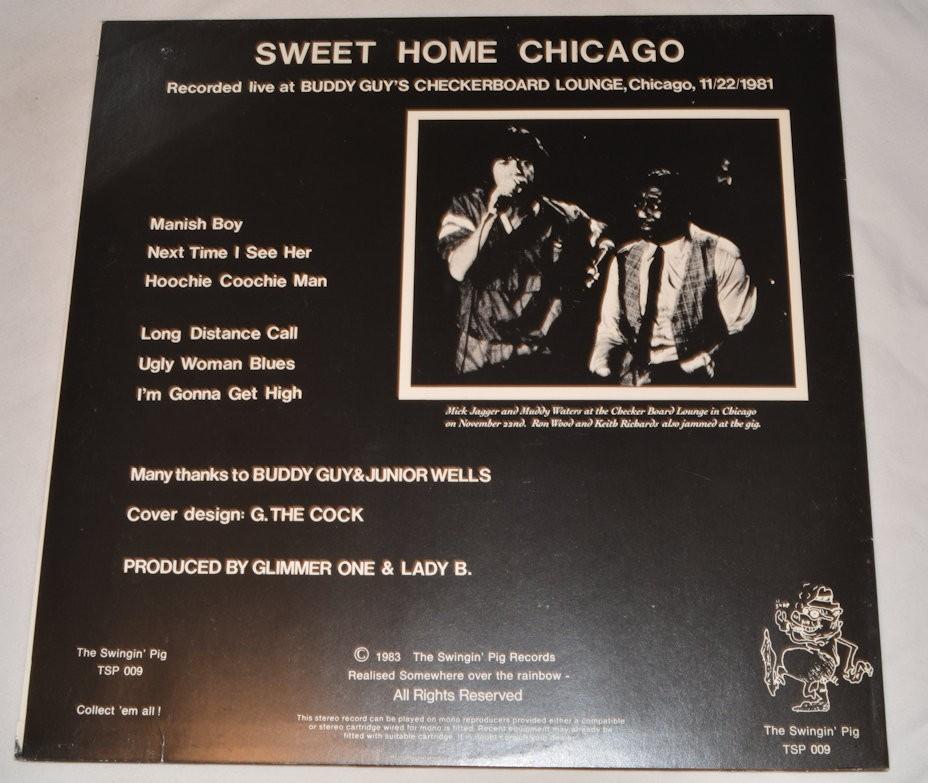 SWEET HOME CHICAGO
Recorded live at BUDDY GUY'S CHECKERBOARD LOUNGE, Chicago, 11/22/1981
Manish Boy
Next Time I See Her
Hoochie Coochie Man
Long Distance Call
Ugly Woman Blues
I'm Gonna Get High
Mick Jagger and Muddy Waters at the Checker Board Lounge in Chicago
on November 22nd. Ron Wood and Keith Richards also jammed at the gig.
Many thanks to BUDDY GUY&JUNIOR WELLS
Cover design: G. THE COCK
PRODUCED BY GLIMMER ONE & LADY B.
The Swingin' Pig
TSP 009
Collect 'em all !
© 1983 The Swingin' Pig Records
Realised Somewhere over the rainbow -
All Rights Reserved
This stereo record can be played on mono reproducers provided either a compatible
or stereo cartridge wired for mono is fitted. Recent equipment may already be
fitted with suitable cartridge. If in doubt consult your dealer.
The Swingin' Pig
TSP 009